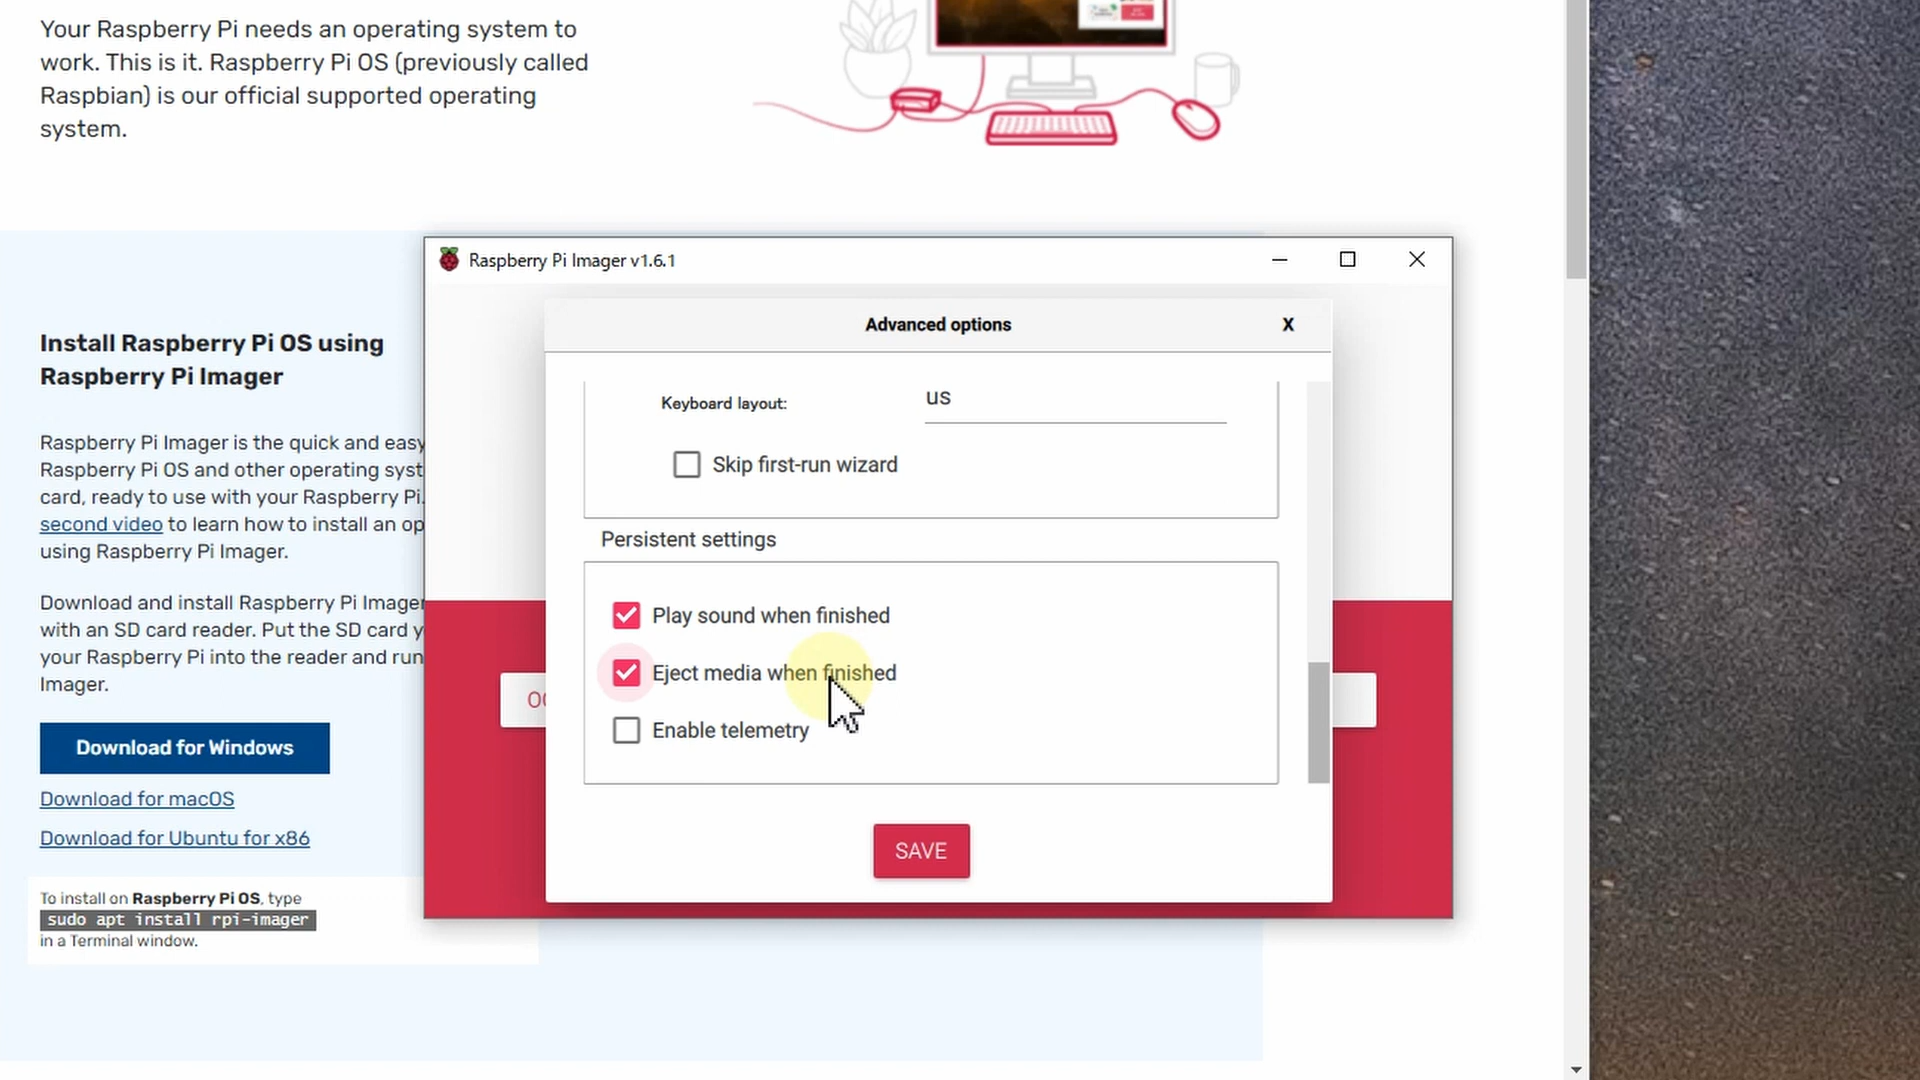 Your Raspberry Pi needs an operating system to
work. This is it. Raspberry Pi OS (previously called
Raspbian) is our official supported operating
system.
Raspberry Pi Imager v1.6.1
Advanced options
X
Install Raspberry Pi OS using
Raspberry Pi Imager
Keyboard layout:
us
Skip first-run wizard
Raspberry Pi Imager is the quick and easy
Raspberry Pi OS and other operating syst
card, ready to use with your Raspberry Pi.
second video to learn how to install an op
using Raspberry Pi Imager.
Persistent settings
Play sound when finished
Eject media when finished
Enable telemetry
Download and install Raspberry Pi Imager
with an SD card reader. Put the SD card y
your Raspberry Pi into the reader and run
Imager.
Download for Windows
Download for macOS
Download for Ubuntu for x86
SAVE
To install on Raspberry Pi OS, type
sudo apt install rpi-imager
in a Terminal window.